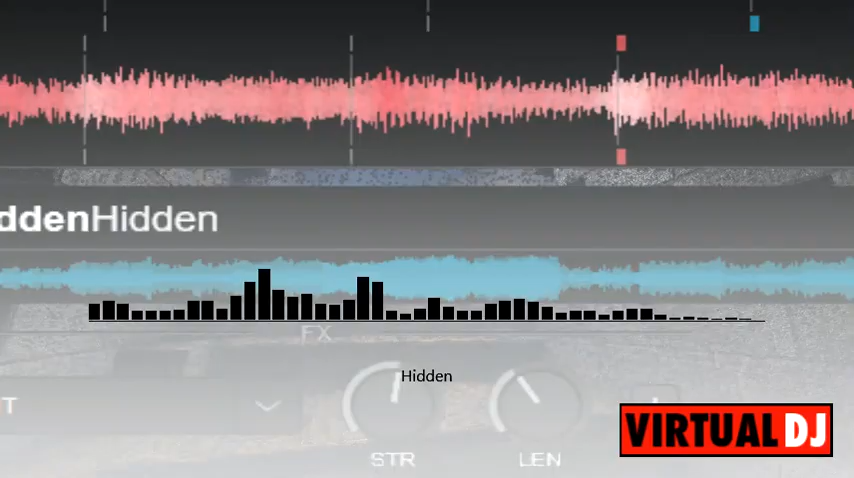 ddenHidden
FX
Hidden
T
STR
LEN
VIRTUAL DJ